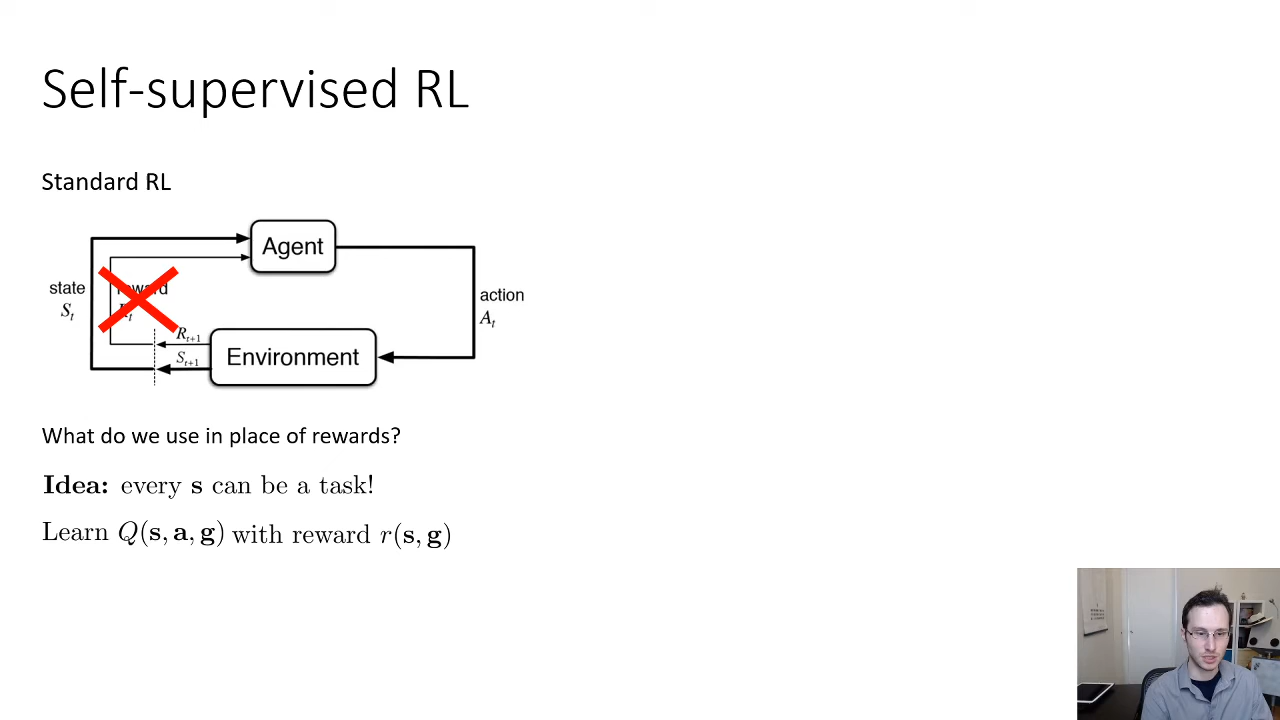 Self-supervised RL
Standard RL
Agent
state
S_t
reward
R_t
action
A_t
R_{t+1}
S_{t+1}
Environment
What do we use in place of rewards?
Idea: every s can be a task!
Learn Q(s, a, g) with reward r(s, g)